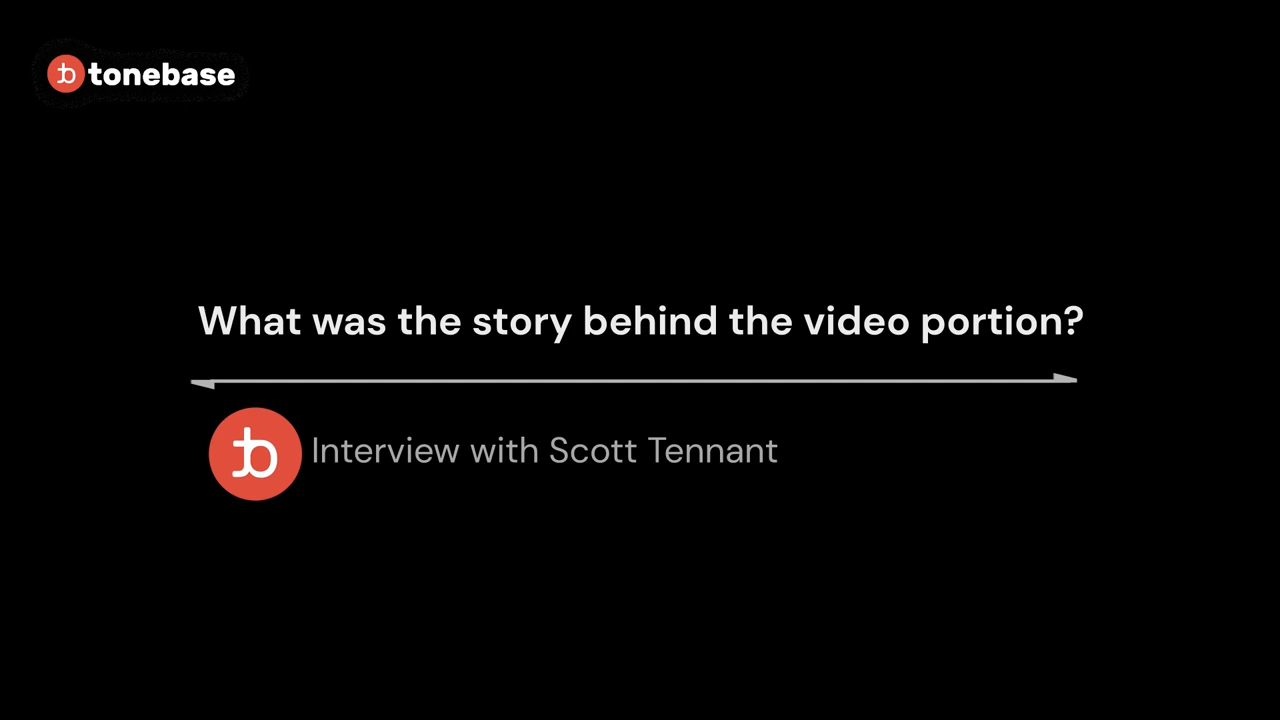 tonebase
What was the story behind the video portion?
Interview with Scott Tennant